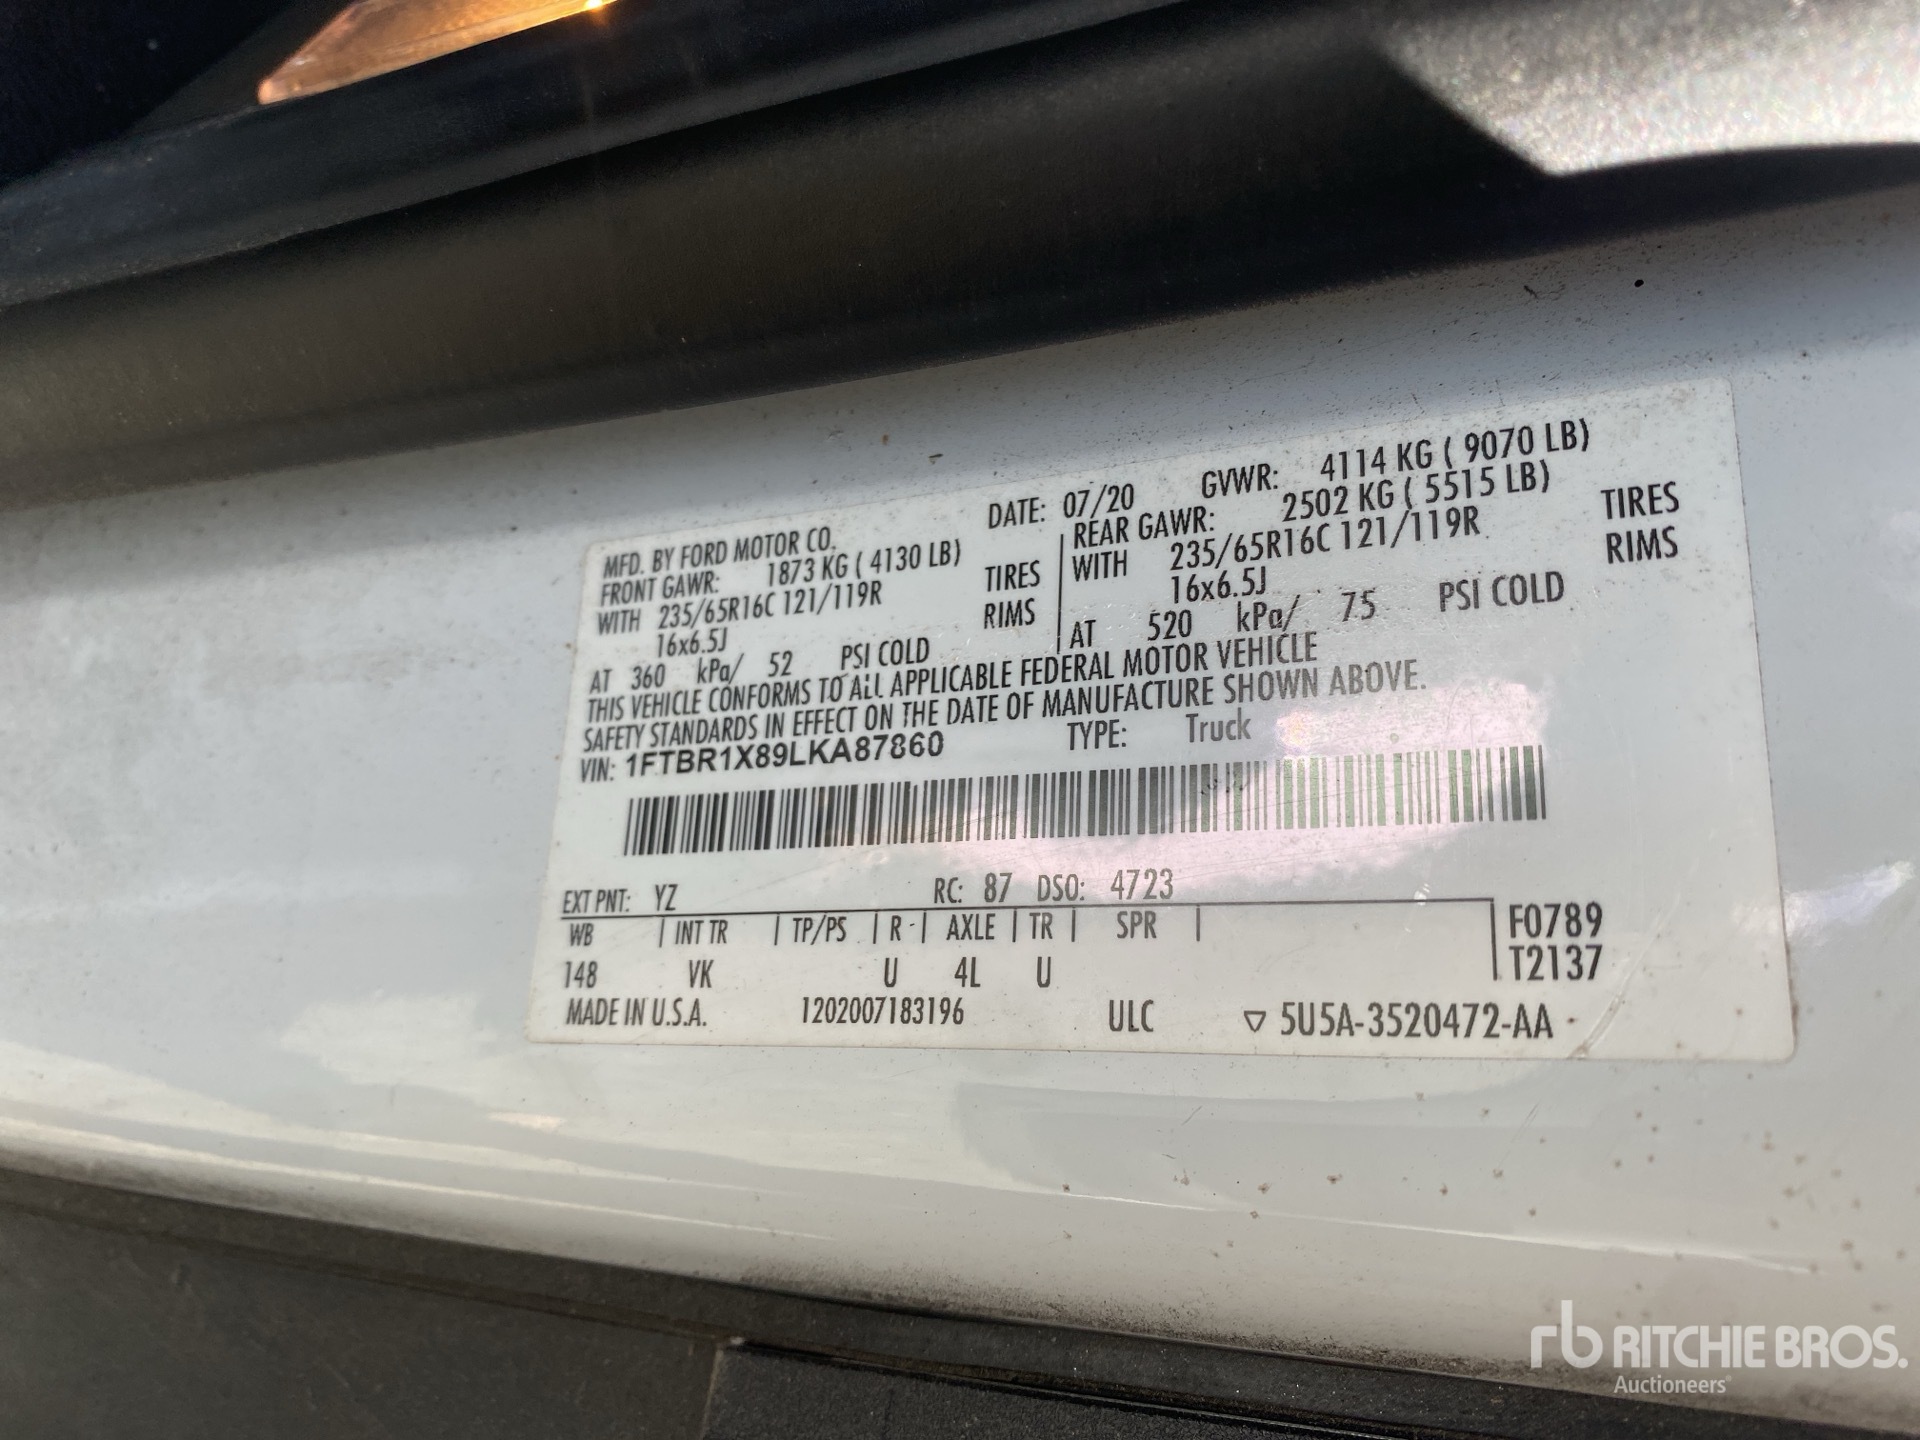 MFD. BY FORD MOTOR CO. DATE: 07/20 GVWR: 4114 KG ( 9070 LB)
FRONT GAWR: 1873 KG ( 4130 LB) REAR GAWR: 2502 KG ( 5515 LB)
WITH 235/65R16C 121/119R TIRES WITH 235/65R16C 121/119R TIRES
16x6.5J RIMS 16x6.5J RIMS
AT 360 kPa/ 52 PSI COLD AT 520 kPa/ 75 PSI COLD
THIS VEHICLE CONFORMS TO ALL APPLICABLE FEDERAL MOTOR VEHICLE
SAFETY STANDARDS IN EFFECT ON THE DATE OF MANUFACTURE SHOWN ABOVE.
VIN: 1FTBR1X89LKA87860 TYPE: Truck
EXT PNT: YZ RC: 87 DSO: 4723
WB | INT TR | TP/PS | R | AXLE | TR | SPR | F0789
T2137
148 VK U 4L U
MADE IN U.S.A. 1202007183196 ULC ▽ 5U5A-3520472-AA
rb RITCHIE BROS.
Auctioneers